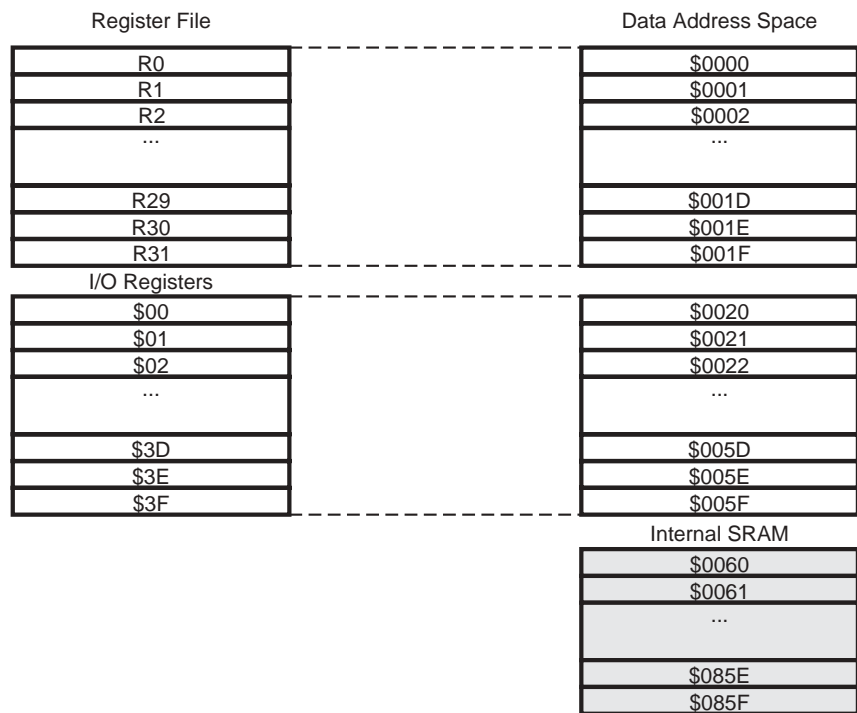 Register File Data Address Space
R0 $0000
R1 $0001
R2 $0002
... ...
R29 $001D
R30 $001E
R31 $001F
I/O Registers
$00 $0020
$01 $0021
$02 $0022
... ...
$3D $005D
$3E $005E
$3F $005F
Internal SRAM
$0060
$0061
...
$085E
$085F